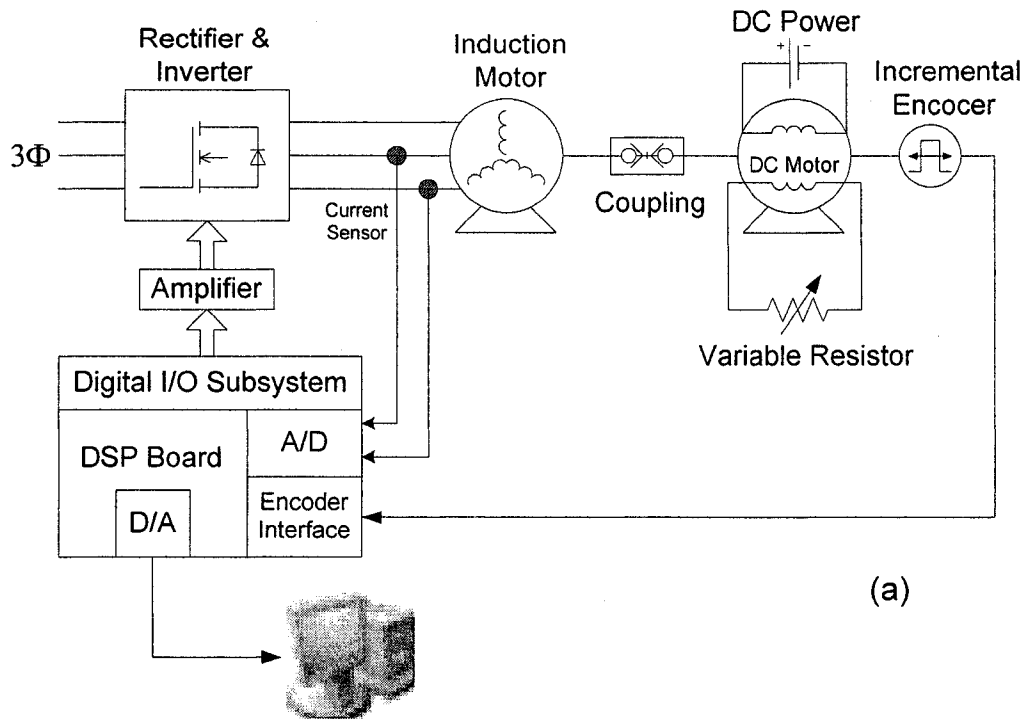 Rectifier &
Inverter
Induction
Motor
DC Power
+ −
Incremental
Encocer
3Φ
DC Motor
Coupling
Current
Sensor
Amplifier
Variable Resistor
Digital I/O Subsystem
DSP Board
A/D
D/A
Encoder
Interface
(a)